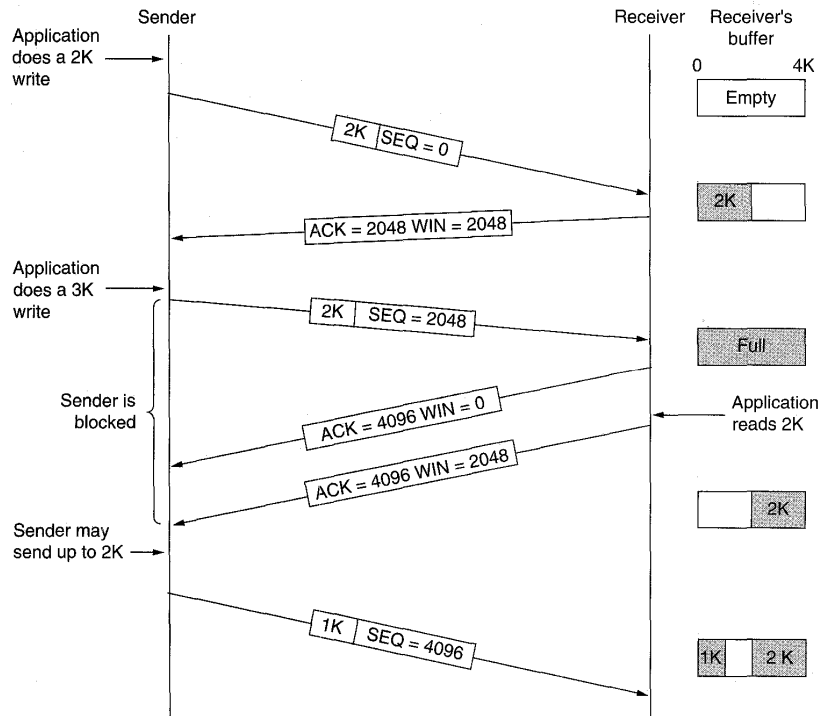 Sender
Receiver
Receiver's
buffer
Application
does a 2K
write
0 4K
Empty
2K SEQ = 0
2K
ACK = 2048 WIN = 2048
Application
does a 3K
write
2K SEQ = 2048
Full
Sender is
blocked
ACK = 4096 WIN = 0
Application
reads 2K
ACK = 4096 WIN = 2048
2K
Sender may
send up to 2K
1K SEQ = 4096
1K 2 K